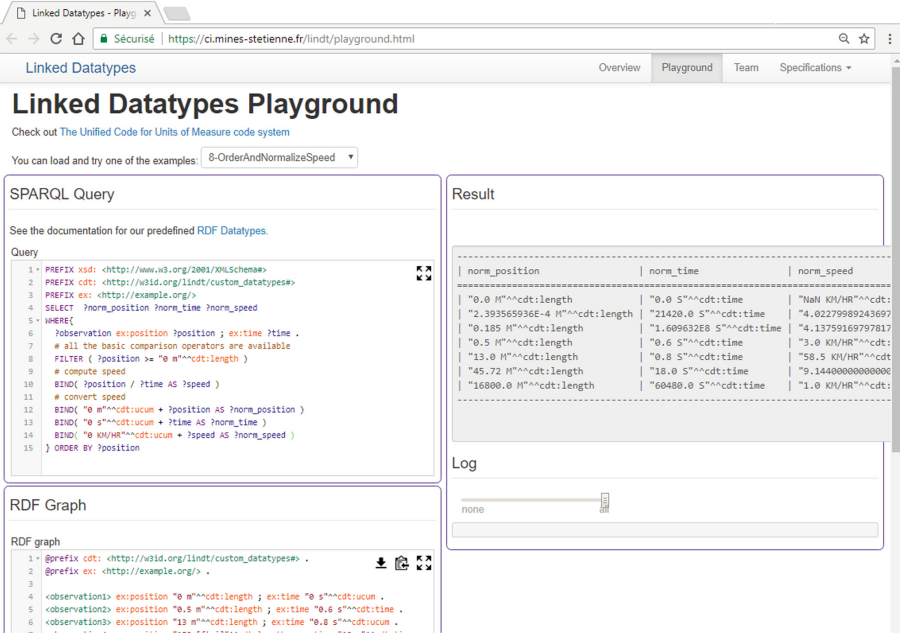 Linked Datatypes - Playg
Sécurisé https://ci.mines-stetienne.fr/lindt/playground.html
Linked Datatypes Overview Playground Team Specifications
Linked Datatypes Playground
Check out The Unified Code for Units of Measure code system
You can load and try one of the examples: 8-OrderAndNormalizeSpeed
SPARQL Query
See the documentation for our predefined RDF Datatypes.
Query
1 PREFIX xsd: <http://www.w3.org/2001/XMLSchema#>
2 PREFIX cdt: <http://w3id.org/lindt/custom_datatypes#>
3 PREFIX ex: <http://example.org/>
4 SELECT ?norm_position ?norm_time ?norm_speed
5 WHERE{
6 ?observation ex:position ?position ; ex:time ?time .
7 # all the basic comparison operators are available
8 FILTER ( ?position >= "0 m"^^cdt:length )
9 # compute speed
10 BIND( ?position / ?time AS ?speed )
11 # convert speed
12 BIND( "0 m"^^cdt:ucum + ?position AS ?norm_position )
13 BIND( "0 s"^^cdt:ucum + ?time AS ?norm_time )
14 BIND( "0 KM/HR"^^cdt:ucum + ?speed AS ?norm_speed )
15 } ORDER BY ?position
RDF Graph
RDF graph
1 @prefix cdt: <http://w3id.org/lindt/custom_datatypes#> .
2 @prefix ex: <http://example.org/> .
3
4 <observation1> ex:position "0 m"^^cdt:length ; ex:time "0 s"^^cdt:ucum .
5 <observation2> ex:position "0.5 m"^^cdt:length ; ex:time "0.6 s"^^cdt:time .
6 <observation3> ex:position "13 m"^^cdt:length ; ex:time "0.8 s"^^cdt:ucum .
Result
| norm_position | norm_time | norm_speed
| "0.0 M"^^cdt:length | "0.0 S"^^cdt:time | "NaN KM/HR"^^cdt:
| "2.393565936E-4 M"^^cdt:length | "21420.0 S"^^cdt:time | "4.02279989243697
| "0.185 M"^^cdt:length | "1.609632E8 S"^^cdt:time | "4.13759169797817
| "0.5 M"^^cdt:length | "0.6 S"^^cdt:time | "3.0 KM/HR"^^cdt:
| "13.0 M"^^cdt:length | "0.8 S"^^cdt:time | "58.5 KM/HR"^^cdt
| "45.72 M"^^cdt:length | "18.0 S"^^cdt:time | "9.1440000000000
| "16800.0 M"^^cdt:length | "60480.0 S"^^cdt:time | "1.0 KM/HR"^^cdt:
Log
none all